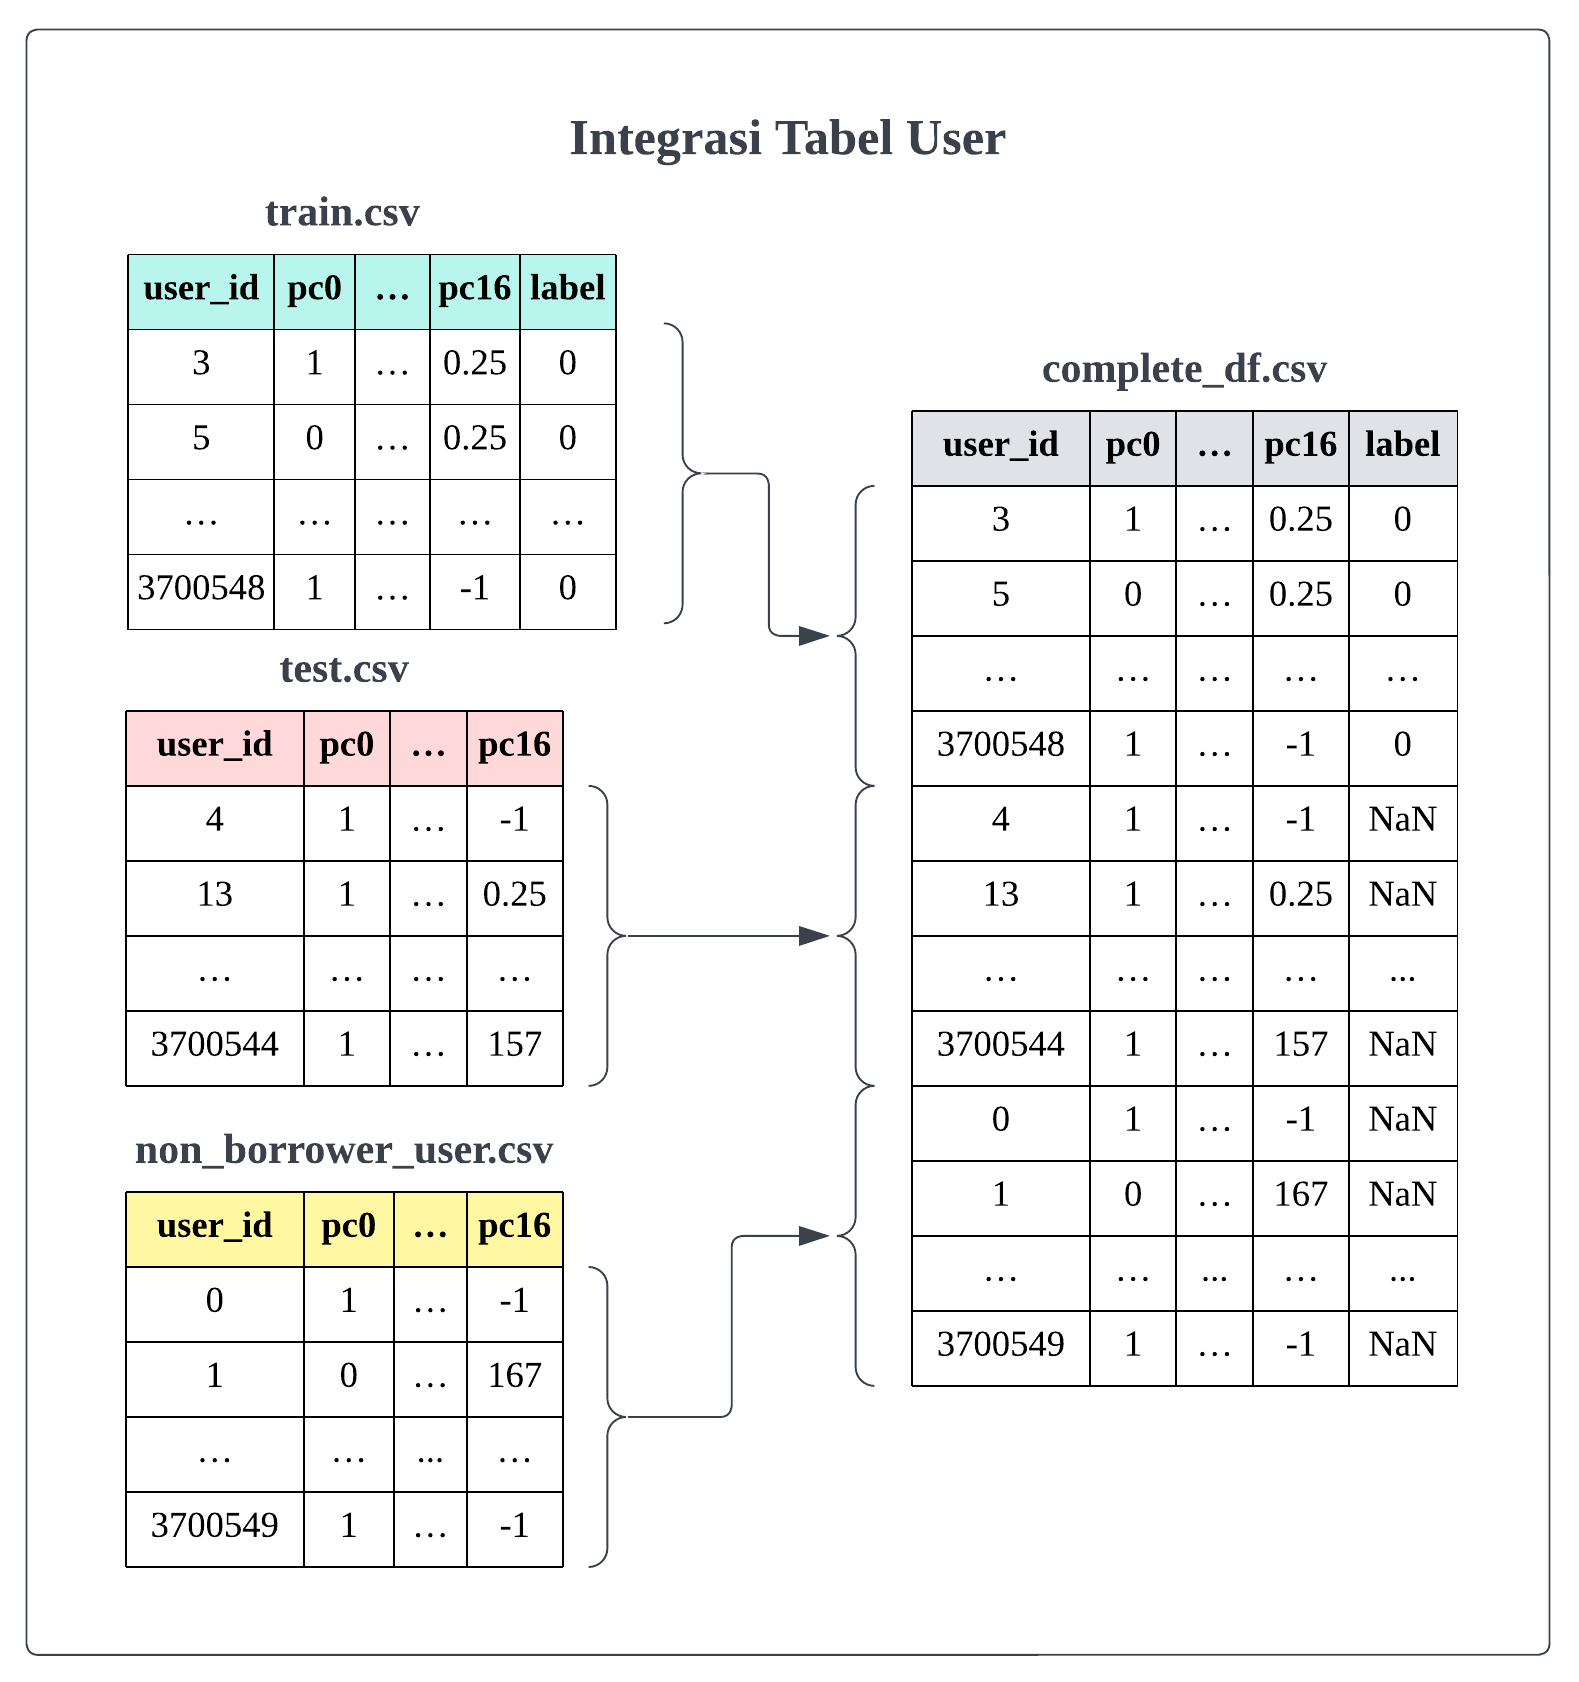 Integrasi Tabel User
train.csv
user_id pc0 … pc16 label
3 1 … 0.25 0
5 0 … 0.25 0
… … … … …
3700548 1 … -1 0
test.csv
user_id pc0 … pc16
4 1 … -1
13 1 … 0.25
… … … …
3700544 1 … 157
non_borrower_user.csv
user_id pc0 … pc16
0 1 … -1
1 0 … 167
… … ... …
3700549 1 … -1
complete_df.csv
user_id pc0 … pc16 label
3 1 … 0.25 0
5 0 … 0.25 0
… … … … …
3700548 1 … -1 0
4 1 … -1 NaN
13 1 … 0.25 NaN
… … … … ...
3700544 1 … 157 NaN
0 1 … -1 NaN
1 0 … 167 NaN
… … ... … ...
3700549 1 … -1 NaN